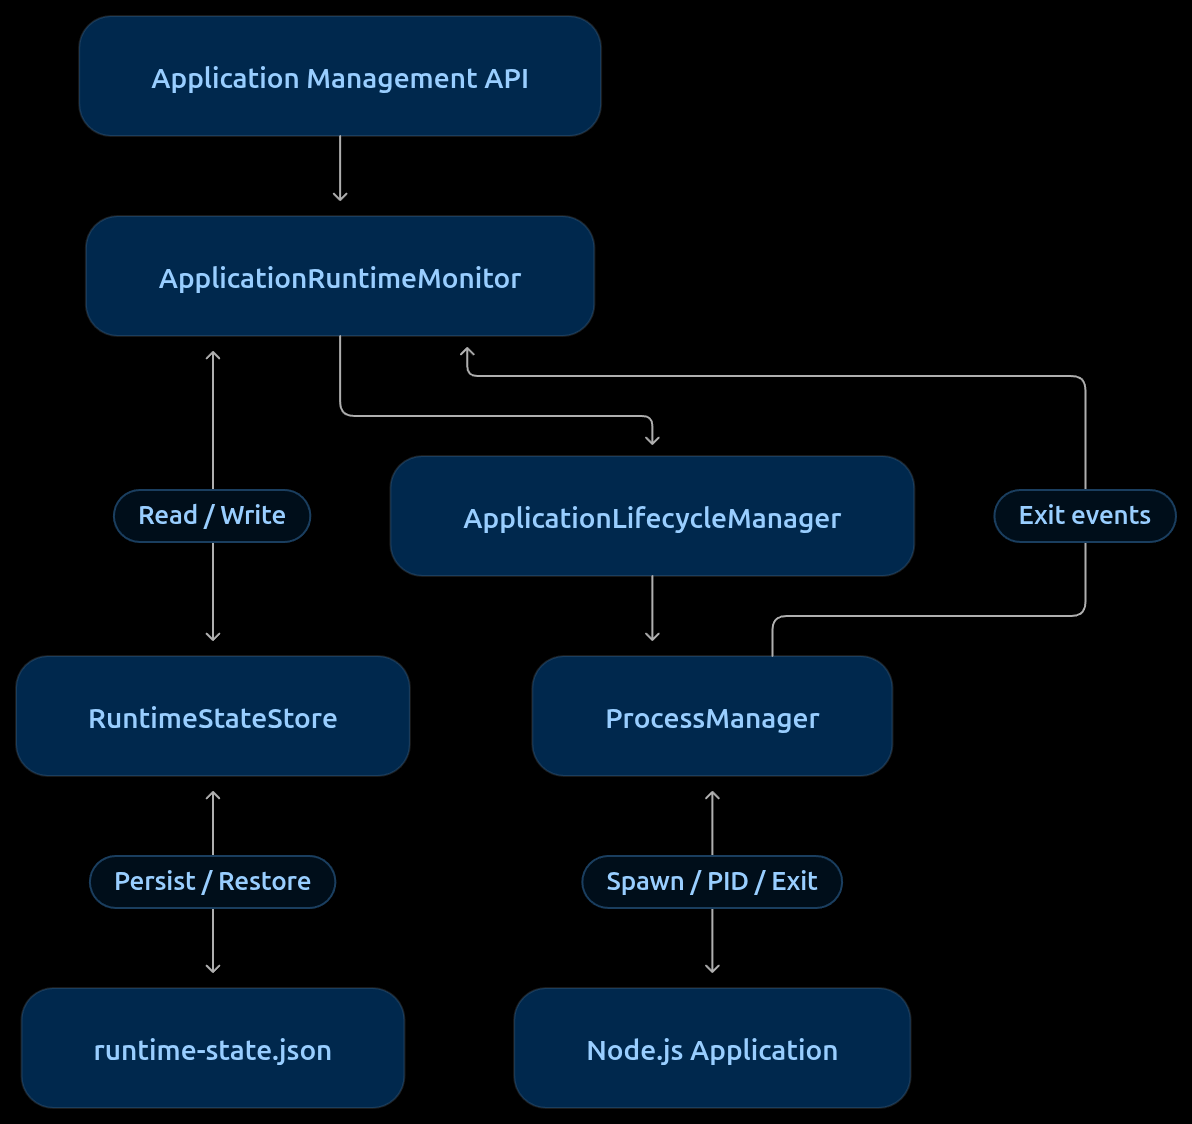 Application Management API
ApplicationRuntimeMonitor
Read / Write
ApplicationLifecycleManager
Exit events
RuntimeStateStore
ProcessManager
Persist / Restore
Spawn / PID / Exit
runtime-state.json
Node.js Application